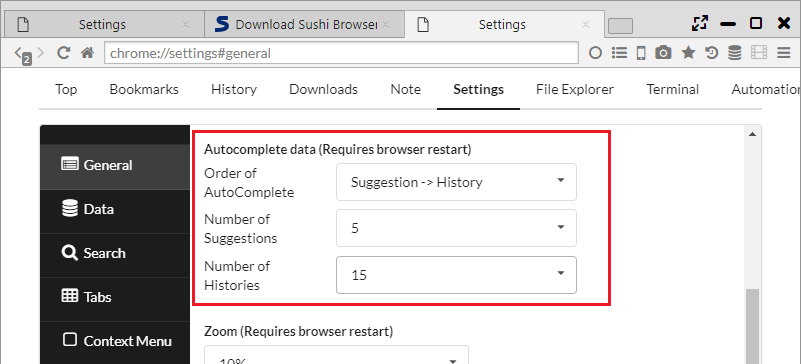 Settings
Download Sushi Browser
Settings
2
chrome://settings#general
Top Bookmarks History Downloads Note Settings File Explorer Terminal Automation
General
Data
Search
Tabs
Context Menu
Autocomplete data (Requires browser restart)
Order of
AutoComplete
Suggestion -> History
Number of
Suggestions
5
Number of
Histories
15
Zoom (Requires browser restart)
10%